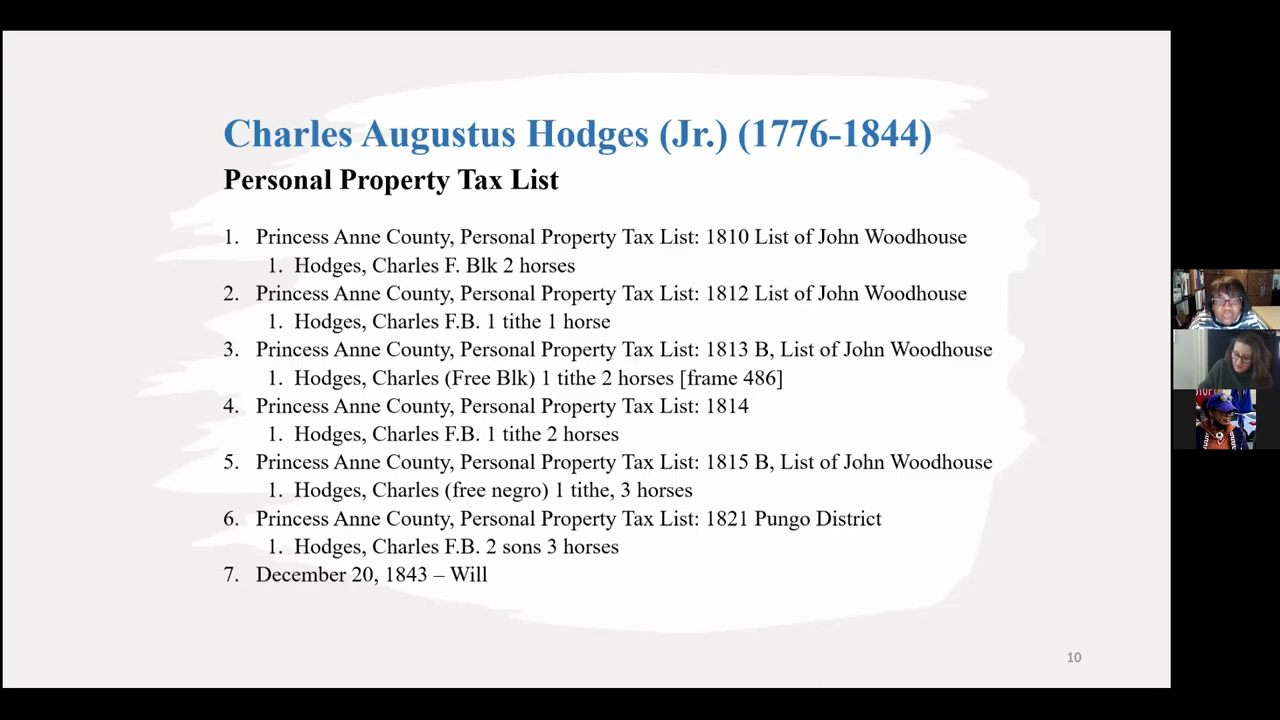 Charles Augustus Hodges (Jr.) (1776-1844)
Personal Property Tax List
1. Princess Anne County, Personal Property Tax List: 1810 List of John Woodhouse
1. Hodges, Charles F. Blk 2 horses
2. Princess Anne County, Personal Property Tax List: 1812 List of John Woodhouse
1. Hodges, Charles F.B. 1 tithe 1 horse
3. Princess Anne County, Personal Property Tax List: 1813 B, List of John Woodhouse
1. Hodges, Charles (Free Blk) 1 tithe 2 horses [frame 486]
4. Princess Anne County, Personal Property Tax List: 1814
1. Hodges, Charles F.B. 1 tithe 2 horses
5. Princess Anne County, Personal Property Tax List: 1815 B, List of John Woodhouse
1. Hodges, Charles (free negro) 1 tithe, 3 horses
6. Princess Anne County, Personal Property Tax List: 1821 Pungo District
1. Hodges, Charles F.B. 2 sons 3 horses
7. December 20, 1843 – Will
10